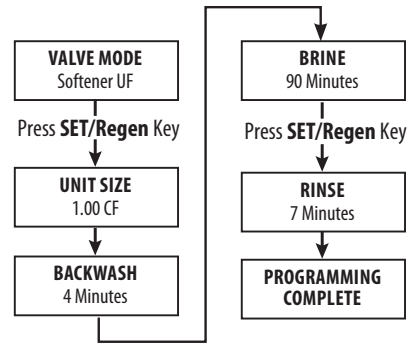 VALVE MODE
Softener UF
Press SET/Regen Key
UNIT SIZE
1.00 CF
BACKWASH
4 Minutes
BRINE
90 Minutes
Press SET/Regen Key
RINSE
7 Minutes
PROGRAMMING
COMPLETE